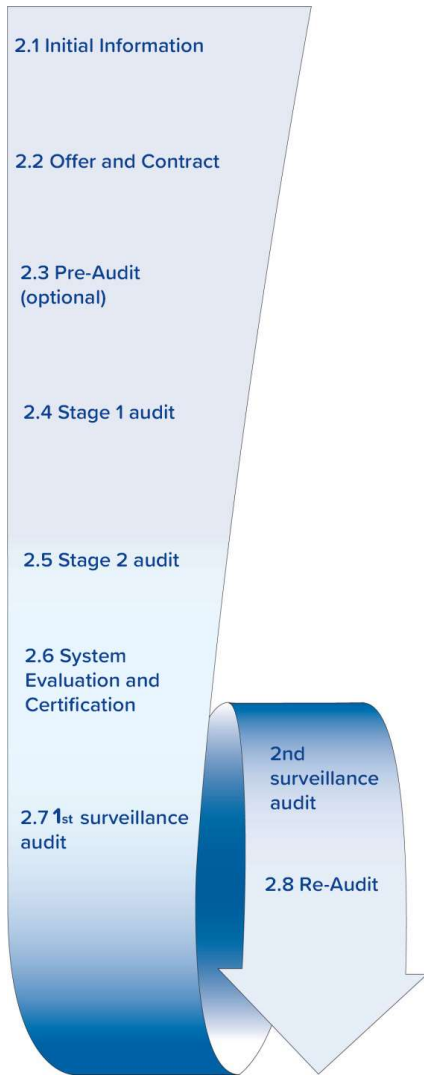 2.1 Initial Information
2.2 Offer and Contract
2.3 Pre-Audit
(optional)
2.4 Stage 1 audit
2.5 Stage 2 audit
2.6 System
Evaluation and
Certification
2.7 1st surveillance
audit
2nd
surveillance
audit
2.8 Re-Audit